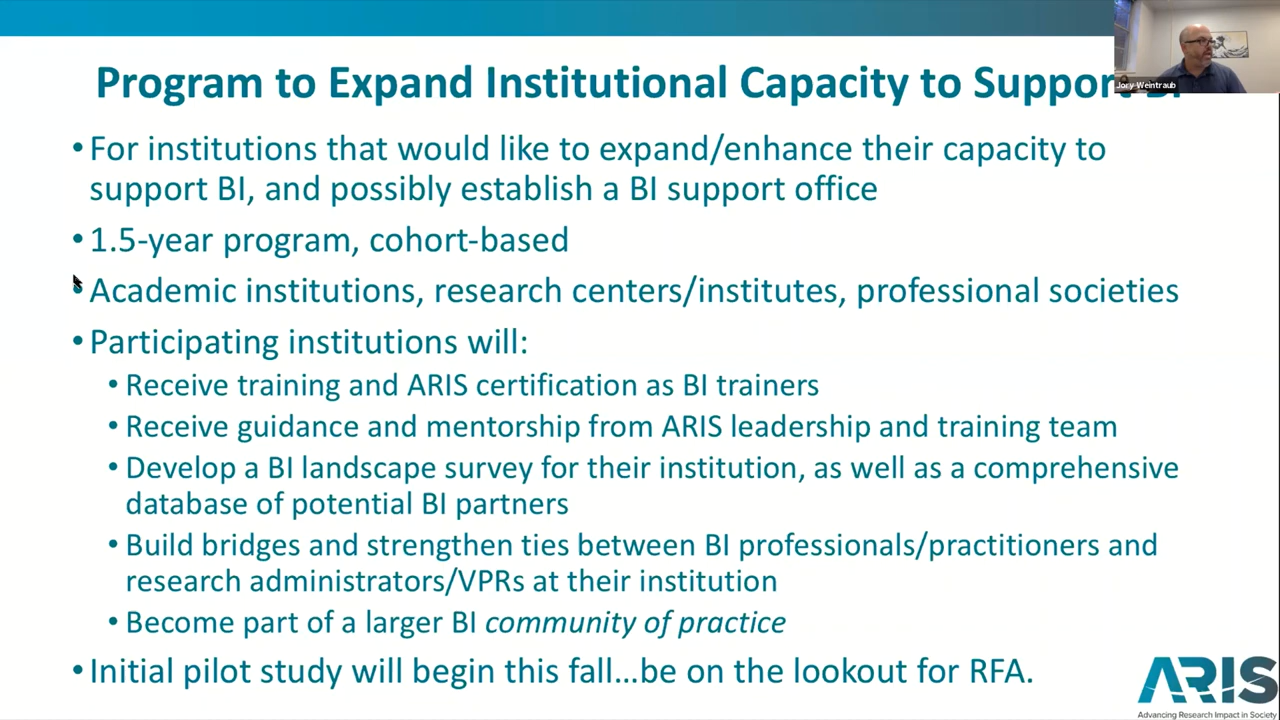 Program to Expand Institutional Capacity to Support BI
Jory Weintraub
• For institutions that would like to expand/enhance their capacity to
support BI, and possibly establish a BI support office
• 1.5-year program, cohort-based
• Academic institutions, research centers/institutes, professional societies
• Participating institutions will:
• Receive training and ARIS certification as BI trainers
• Receive guidance and mentorship from ARIS leadership and training team
• Develop a BI landscape survey for their institution, as well as a comprehensive
database of potential BI partners
• Build bridges and strengthen ties between BI professionals/practitioners and
research administrators/VPRs at their institution
• Become part of a larger BI community of practice
• Initial pilot study will begin this fall...be on the lookout for RFA.
ARIS
Advancing Research Impact in Society